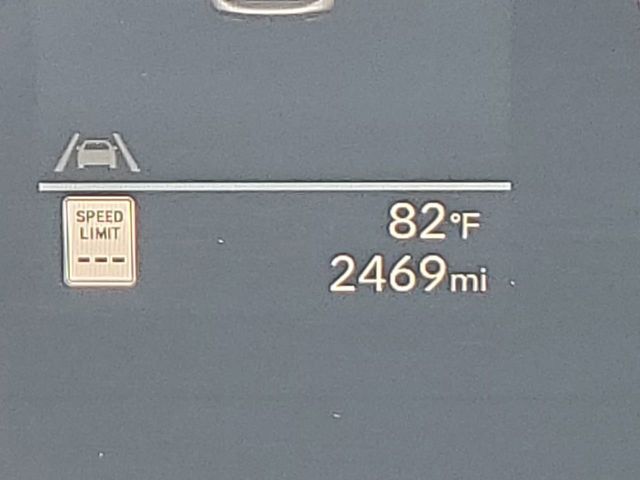 SPEED
LIMIT
---
82°F
2469mi